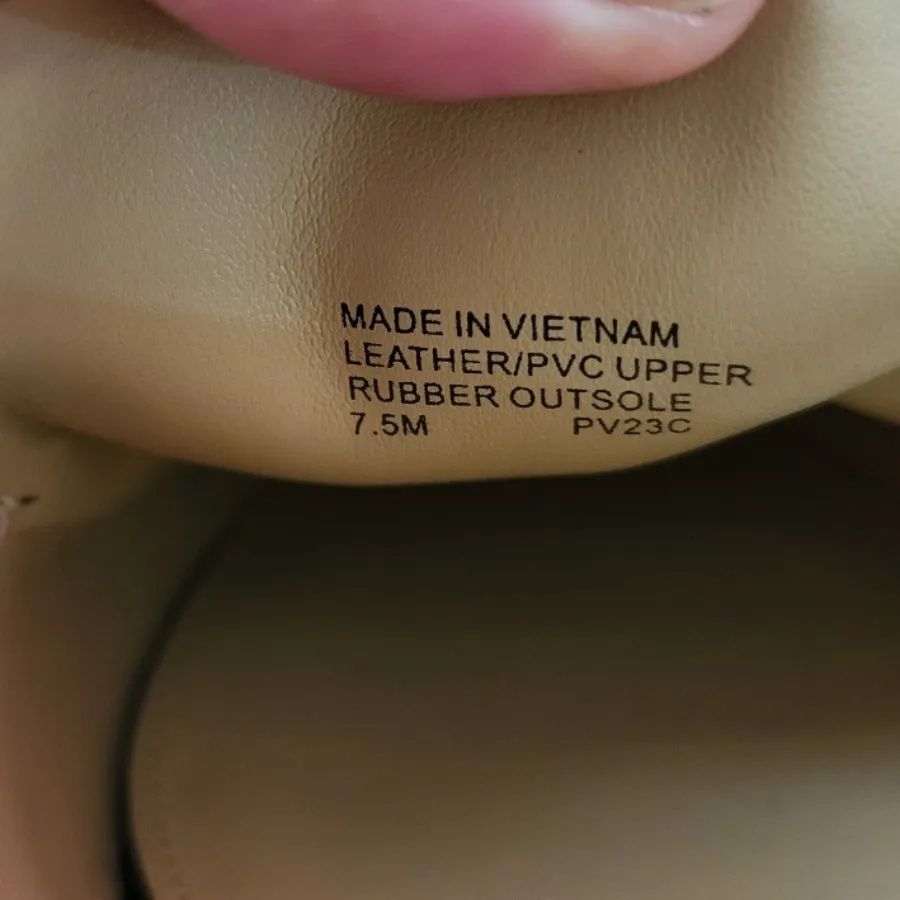 MADE IN VIETNAM
LEATHER/PVC UPPER
RUBBER OUTSOLE
7.5M PV23C